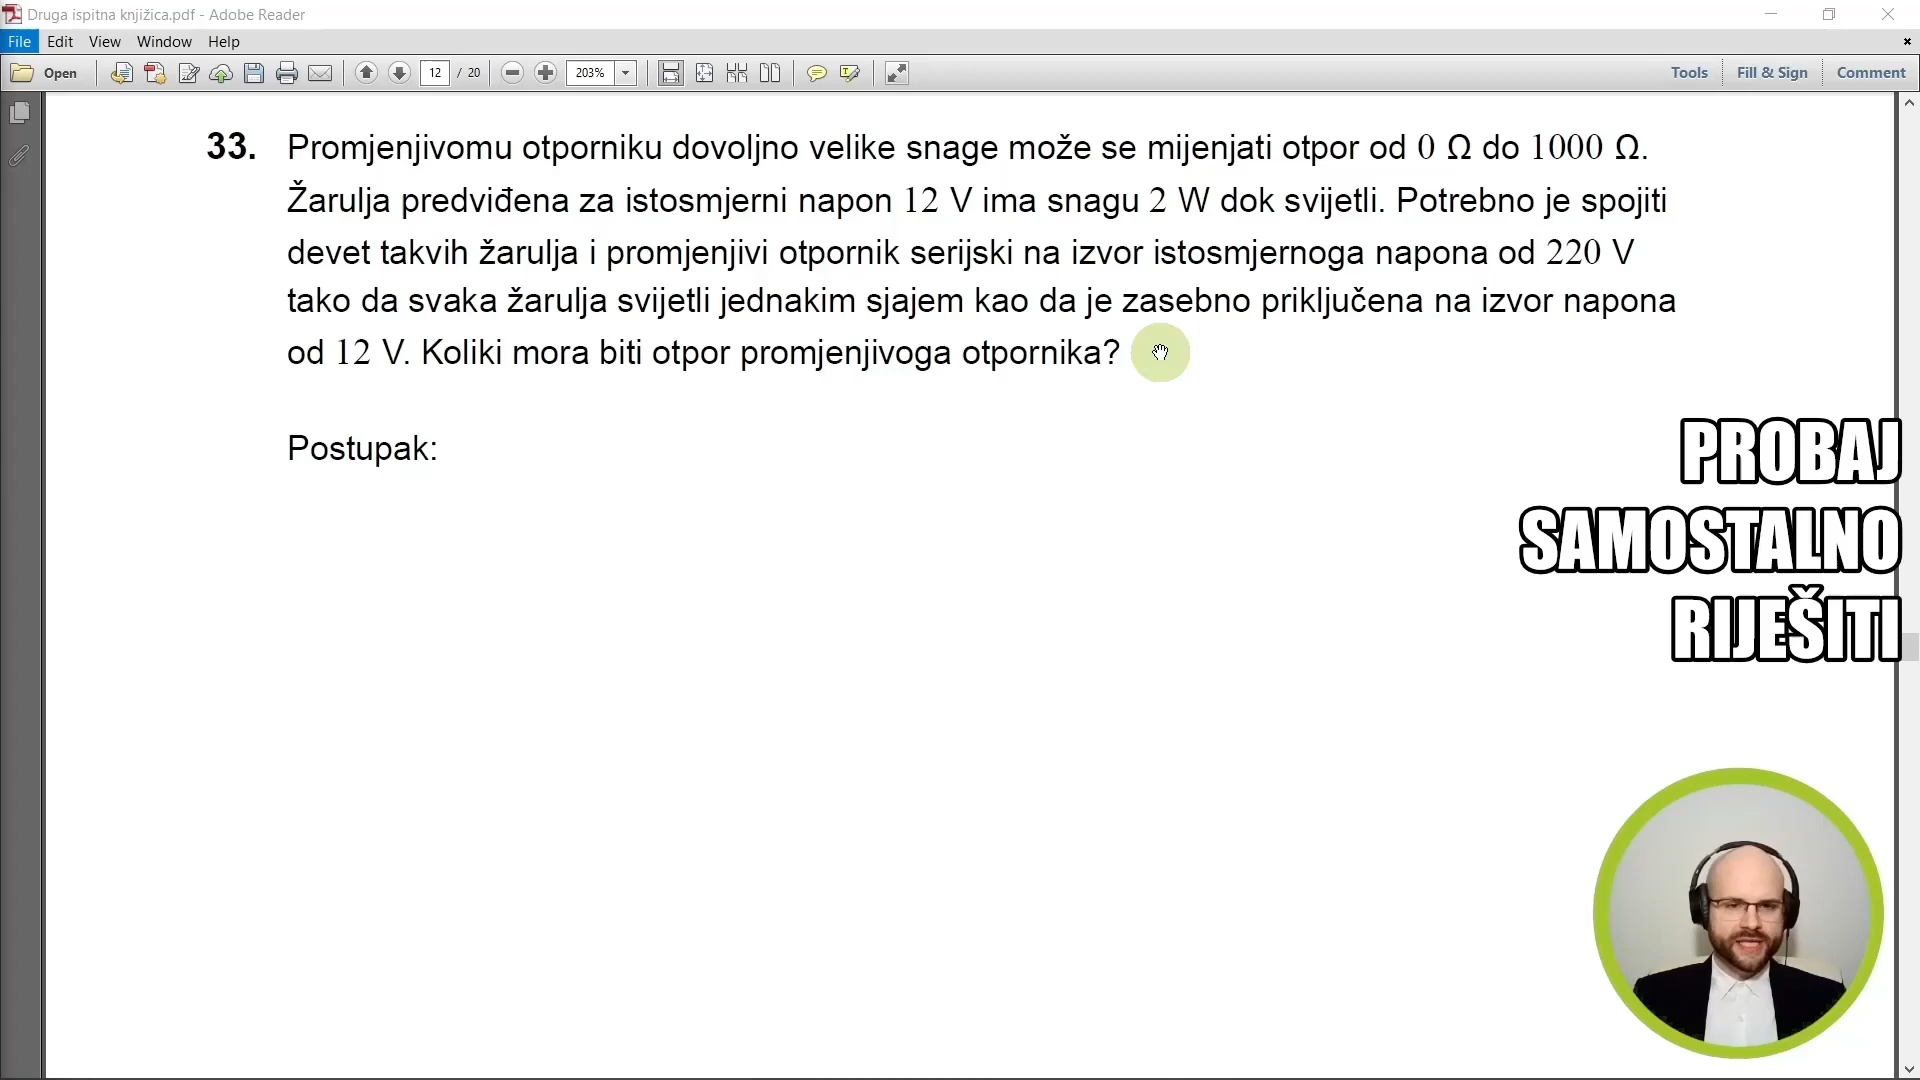 Druga ispitna knjižica.pdf - Adobe Reader
File Edit View Window Help
Open 12 / 20 203% Tools Fill & Sign Comment
33. Promjenjivomu otporniku dovoljno velike snage može se mijenjati otpor od 0 Ω do 1000 Ω.
Žarulja predviđena za istosmjerni napon 12 V ima snagu 2 W dok svijetli. Potrebno je spojiti
devet takvih žarulja i promjenjivi otpornik serijski na izvor istosmjernoga napona od 220 V
tako da svaka žarulja svijetli jednakim sjajem kao da je zasebno priključena na izvor napona
od 12 V. Koliki mora biti otpor promjenjivoga otpornika?
Postupak:
PROBAJ
SAMOSTALNO
RIJEŠITI